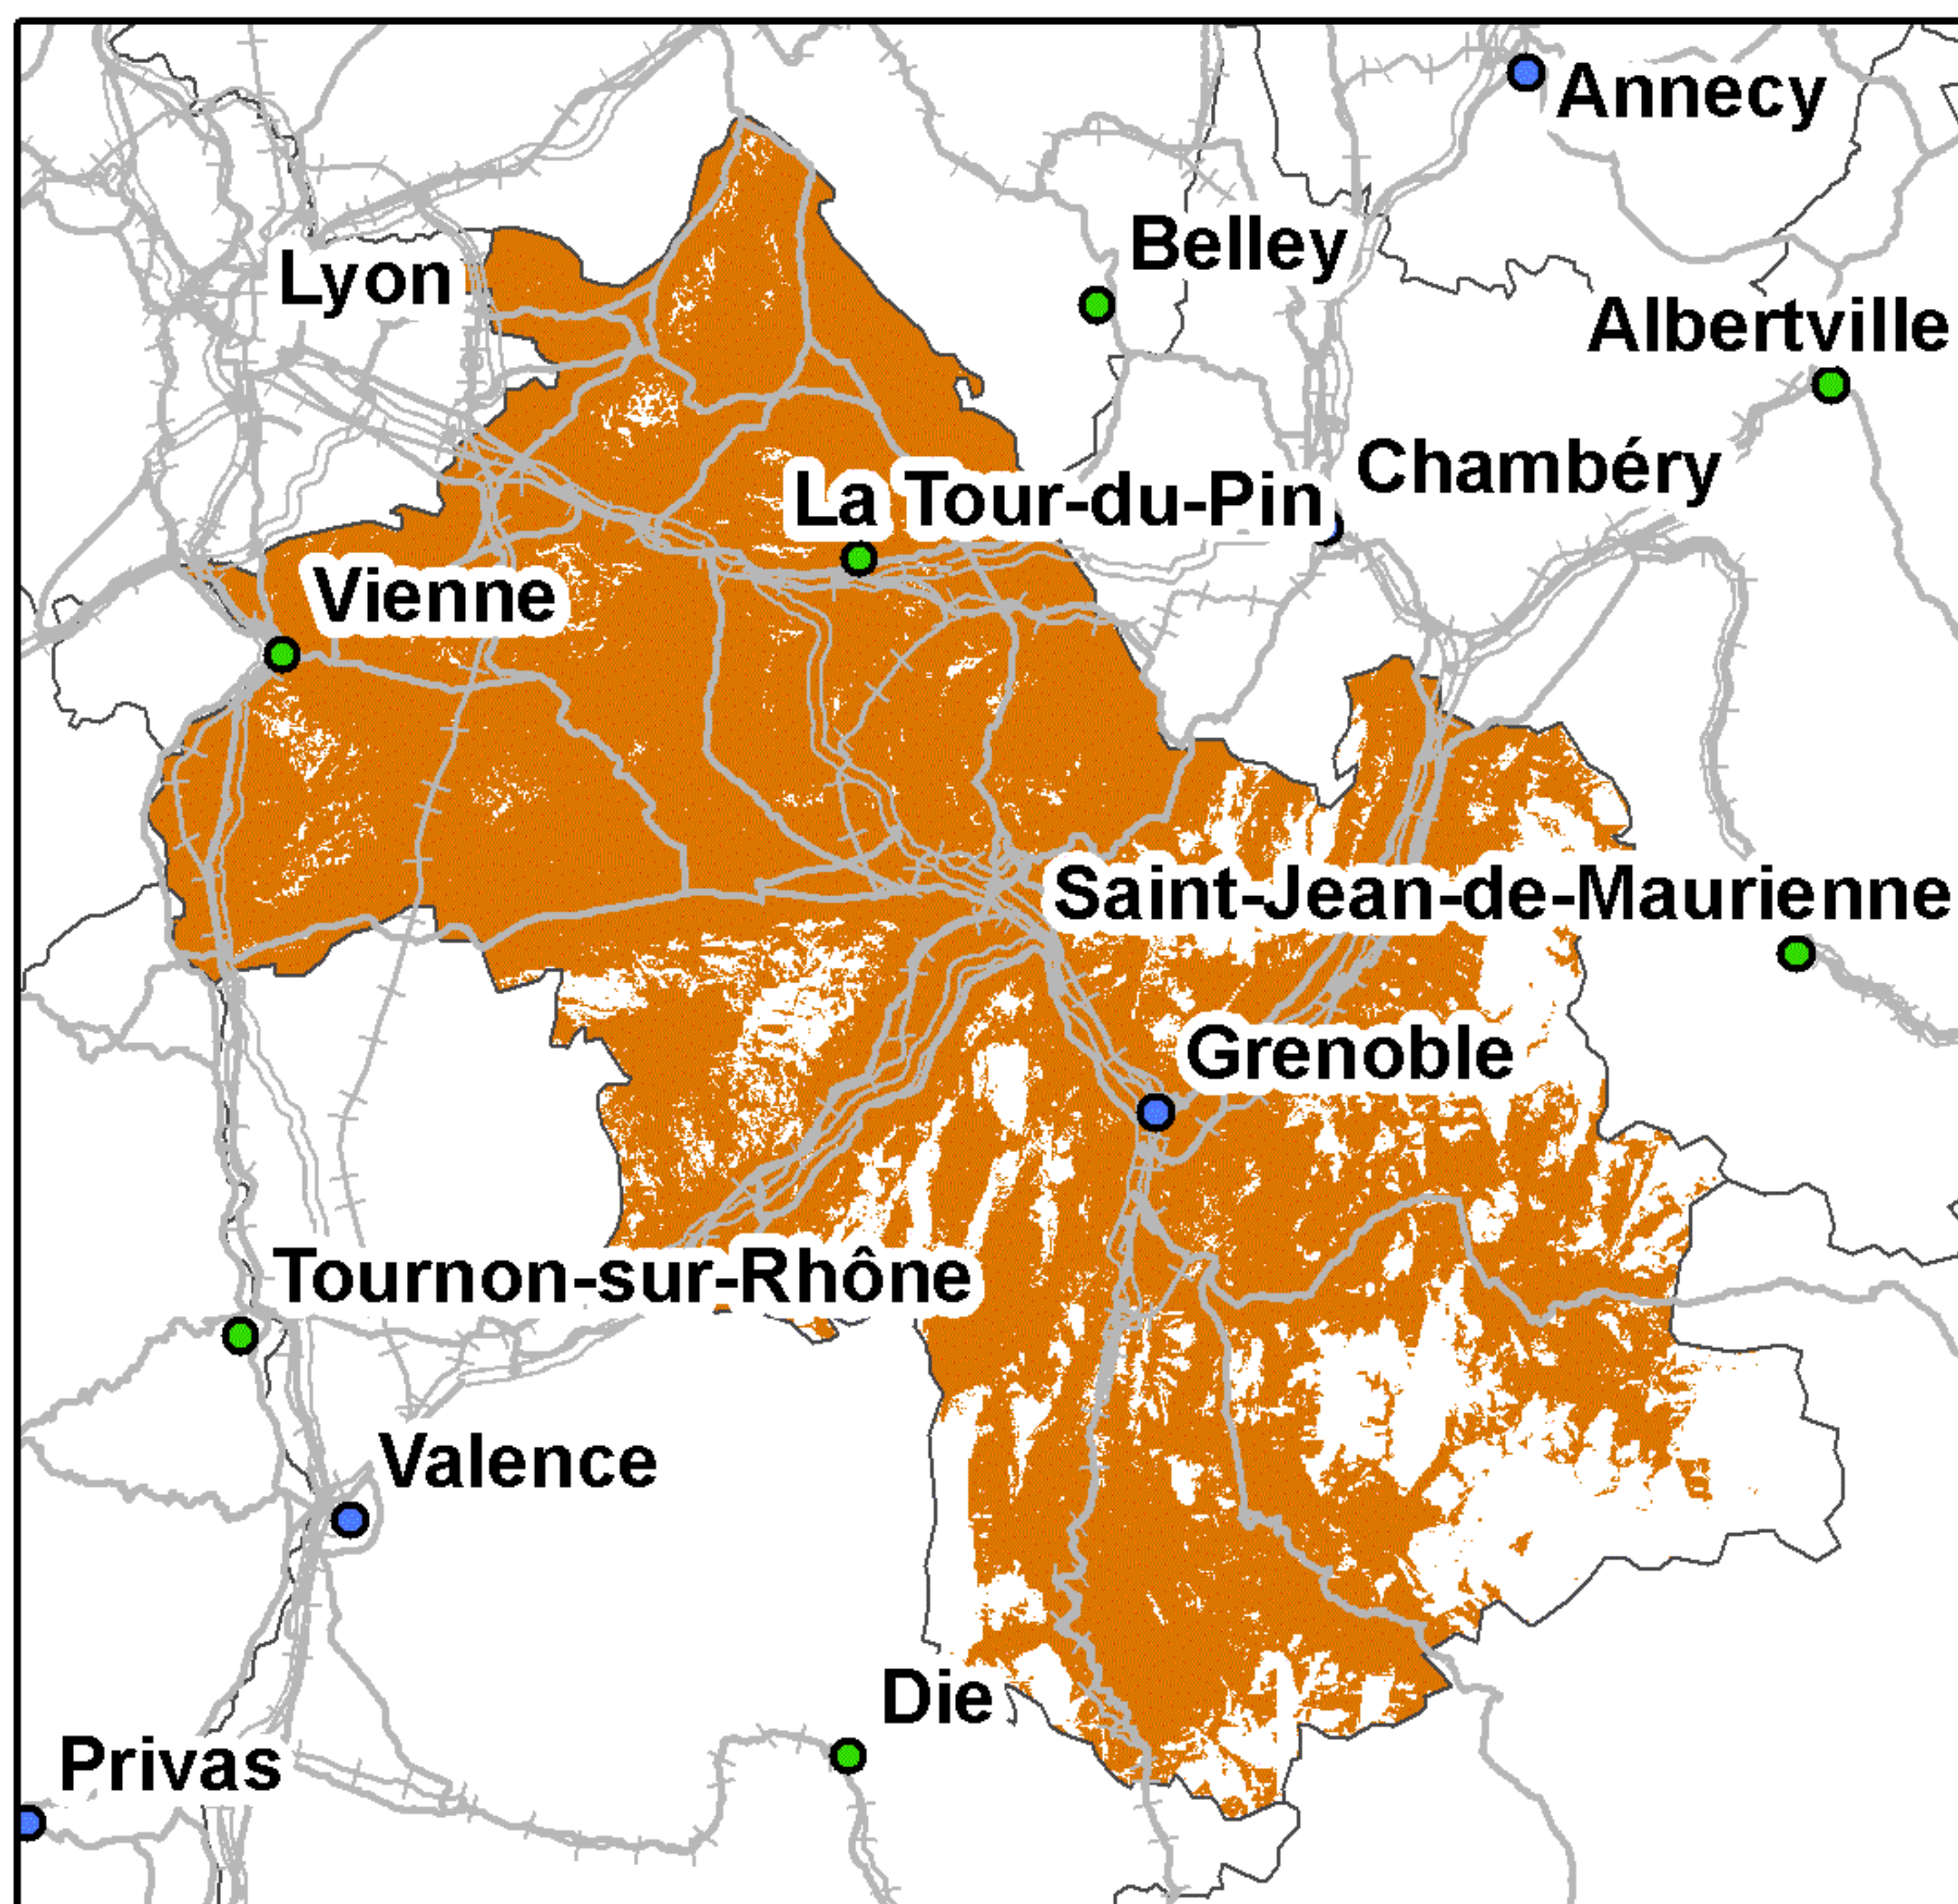 Annecy
Belley
Lyon
Albertville
Chambéry
La Tour-du-Pin
Vienne
Saint-Jean-de-Maurienne
Grenoble
Tournon-sur-Rhône
Valence
Die
Privas